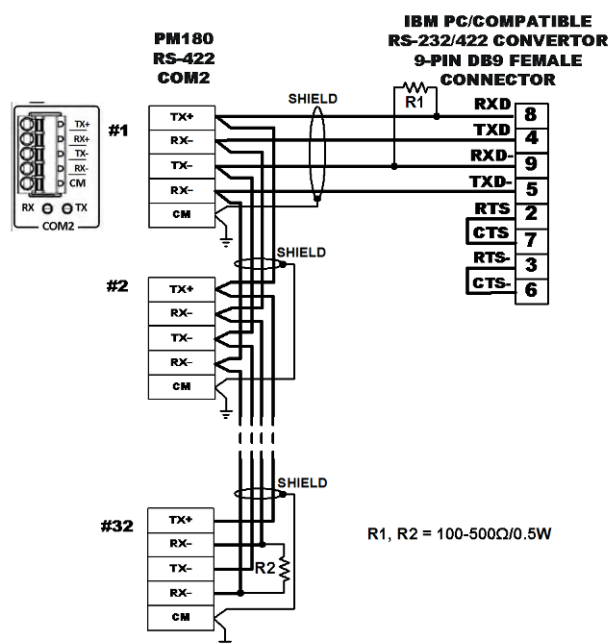 PM180
RS-422
COM2
IBM PC/COMPATIBLE
RS-232/422 CONVERTOR
9-PIN DB9 FEMALE
CONNECTOR
TX+
RX+
TX-
RX-
CM
RX TX
COM2
#1
TX+
RX–
TX–
RX–
CM
SHIELD
R1
RXD 8
TXD 4
RXD- 9
TXD- 5
RTS 2
CTS 7
RTS- 3
CTS- 6
SHIELD
#2
TX+
RX–
TX–
RX–
CM
SHIELD
#32
TX+
RX–
TX–
RX–
CM
R2
R1, R2 = 100-500Ω/0.5W